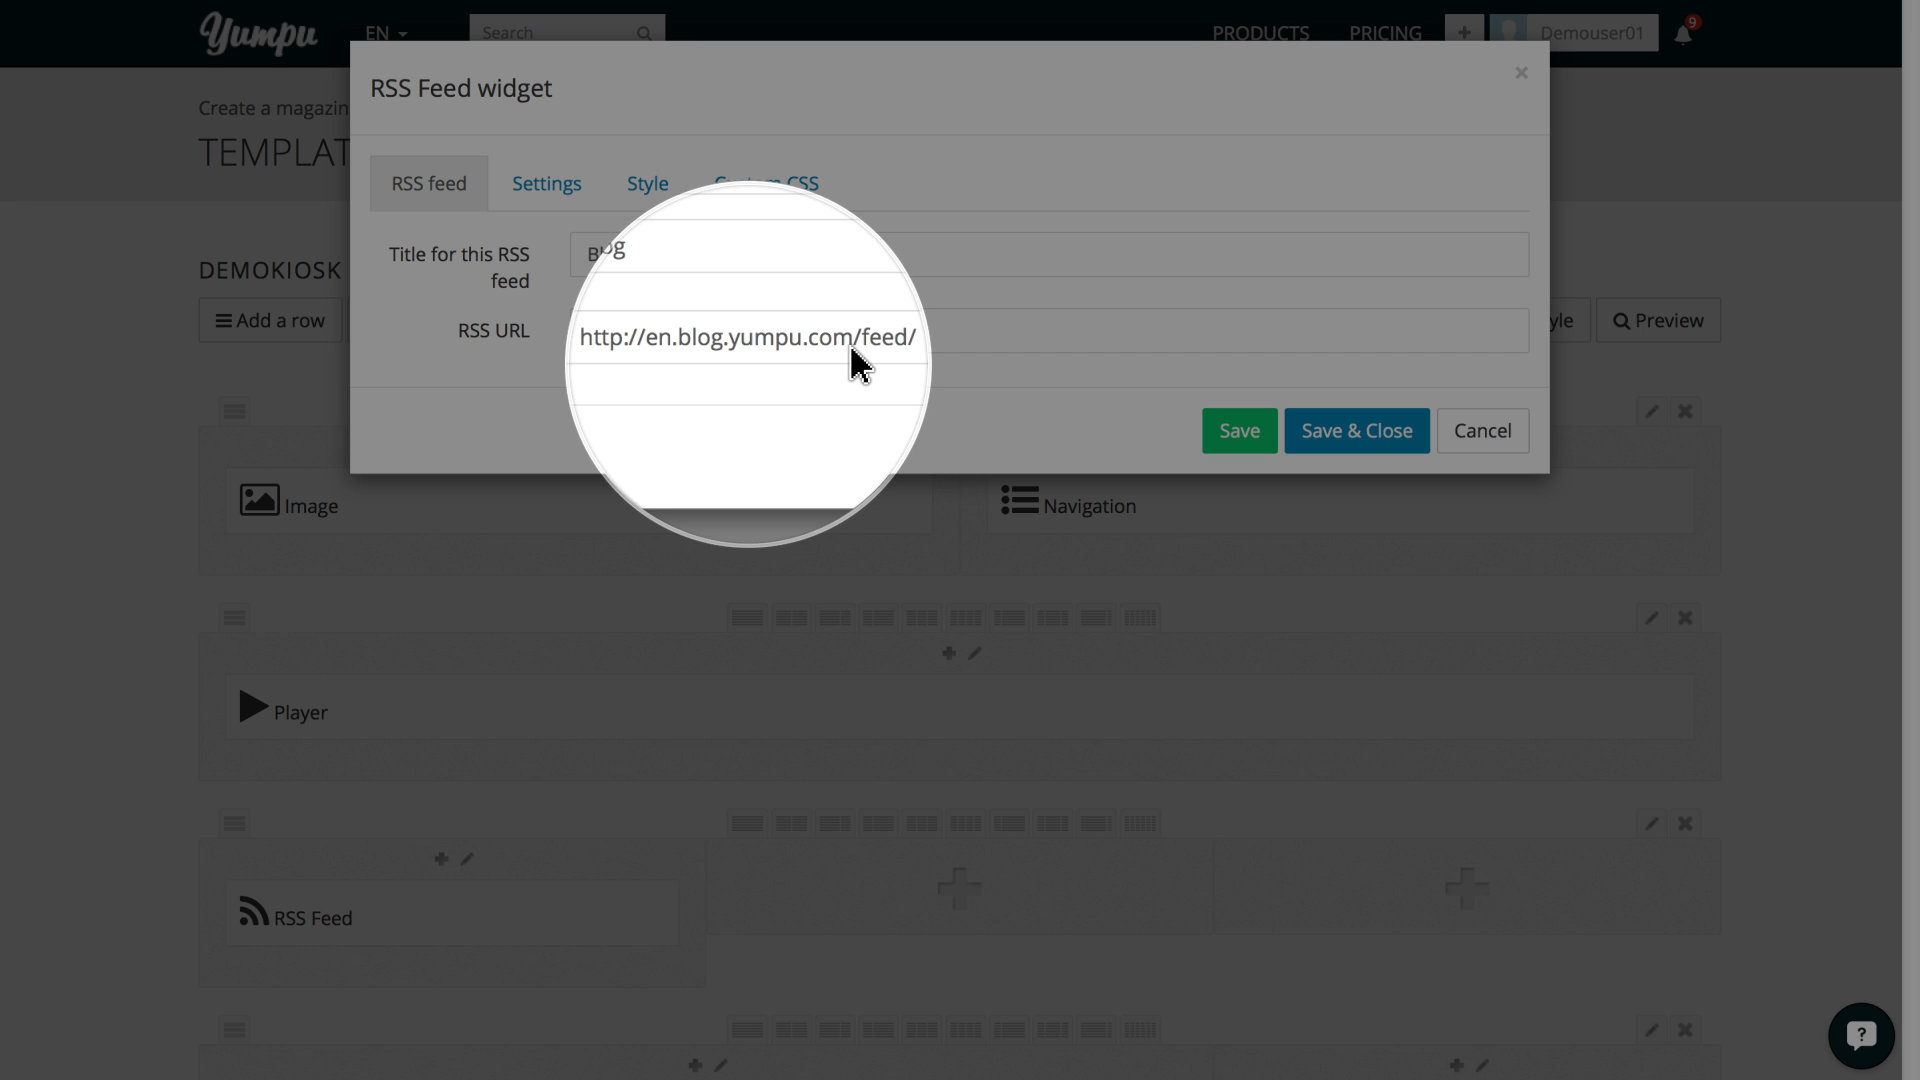 Yumpu
EN
Search
PRODUCTS
PRICING
Demouser01
9
RSS Feed widget
Create a magazin
TEMPLAT
RSS feed
Settings
Style
CSS
Title for this RSS
feed
RSS URL
http://en.blog.yumpu.com/feed/
DEMOKIOSK
Add a row
yle
Preview
Save
Save & Close
Cancel
Image
Navigation
Player
RSS Feed